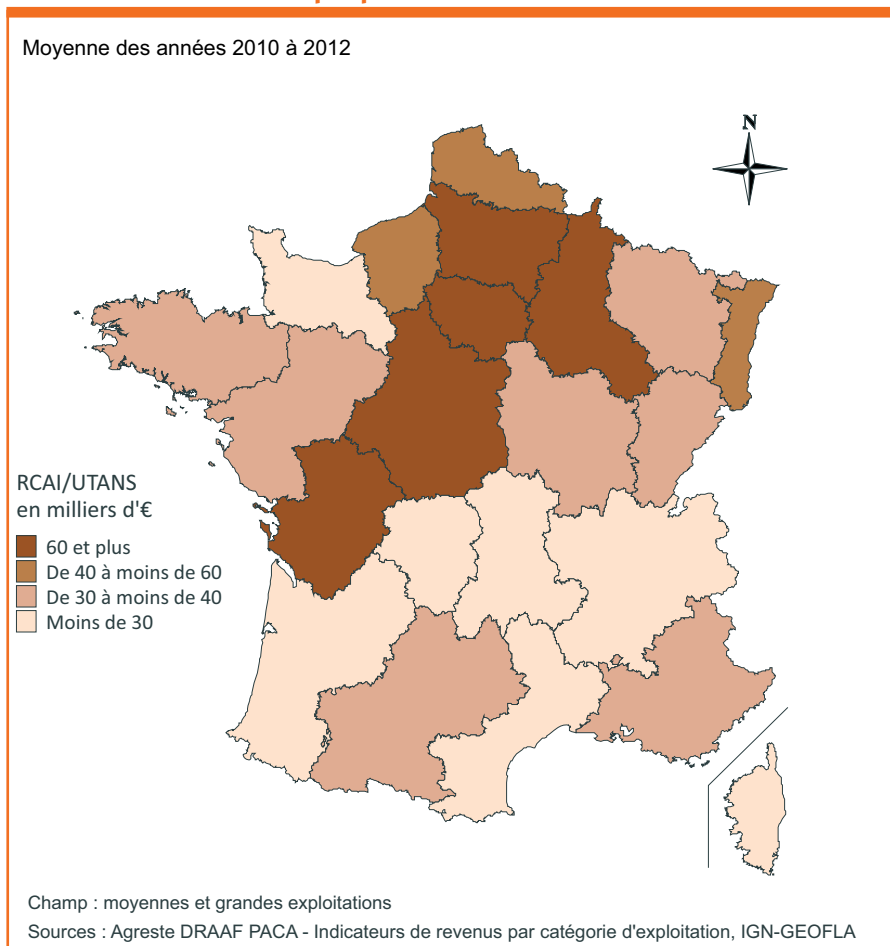 Moyenne des années 2010 à 2012
N
RCAI/UTANS
en milliers d'€
60 et plus
De 40 à moins de 60
De 30 à moins de 40
Moins de 30
Champ : moyennes et grandes exploitations
Sources : Agreste DRAAF PACA - Indicateurs de revenus par catégorie d'exploitation, IGN-GEOFLA